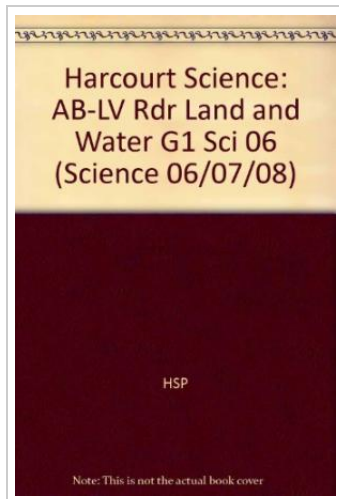 Harcourt Science:
AB-LV Rdr Land and
Water G1 Sci 06
(Science 06/07/08)
HSP
Note: This is not the actual book cover